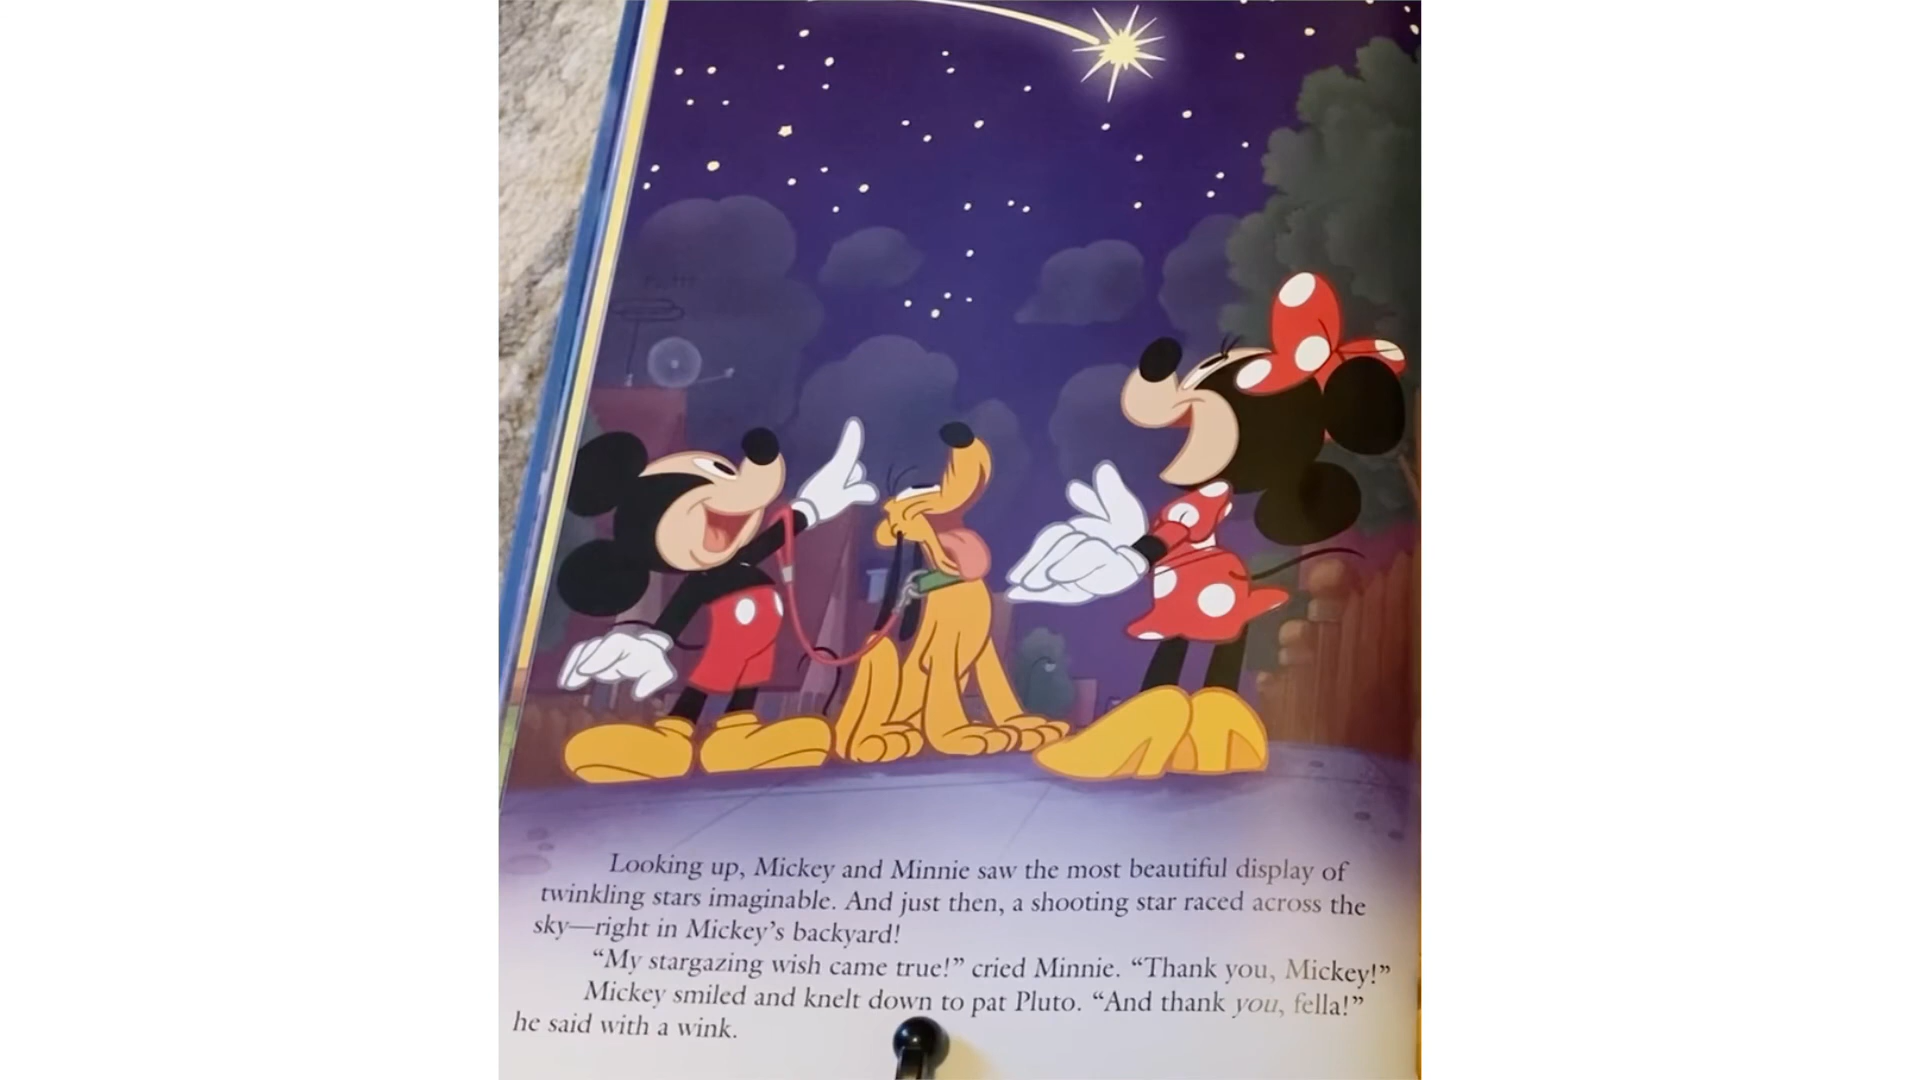 Looking up, Mickey and Minnie saw the most beautiful display of
twinkling stars imaginable. And just then, a shooting star raced across the
sky—right in Mickey's backyard!
“My stargazing wish came true!” cried Minnie. “Thank you, Mickey!”
Mickey smiled and knelt down to pat Pluto. “And thank you, fella!”
he said with a wink.